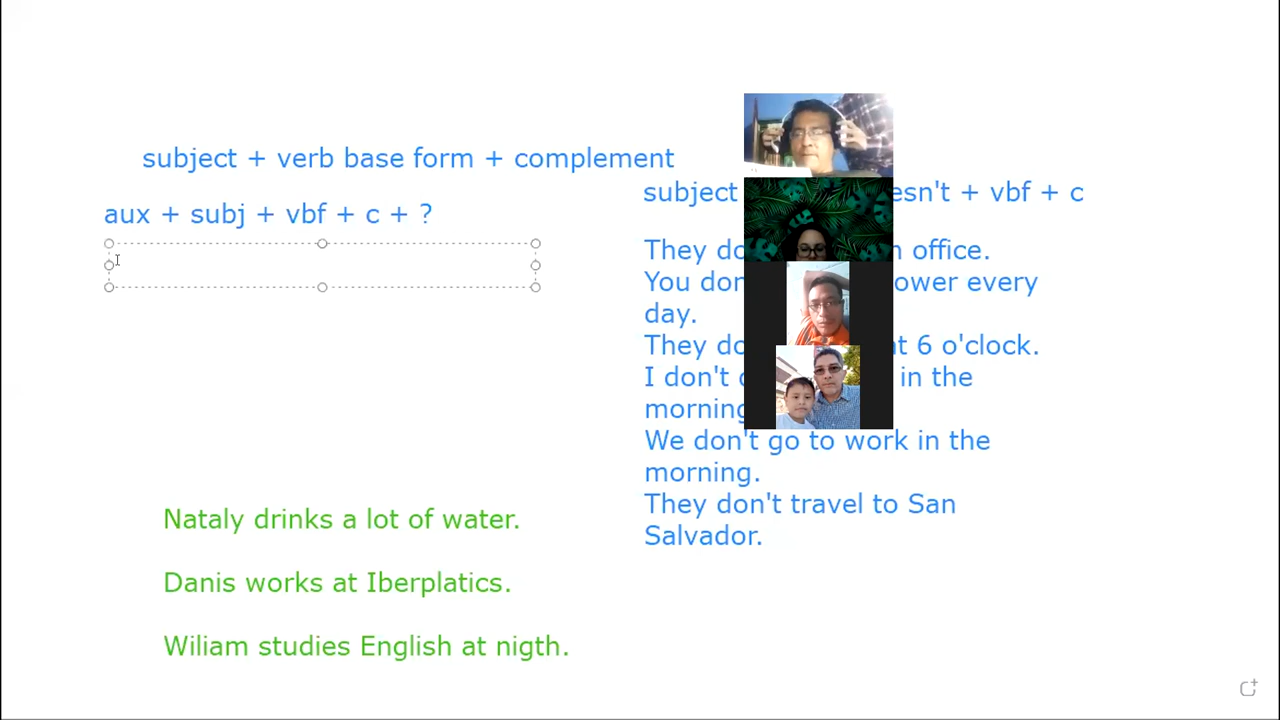 subject + verb base form + complement
aux + subj + vbf + c + ?
subject esn't + vbf + c
They do office.
You don ower every
day.
They do at 6 o'clock.
I don't in the
morning
We don't go to work in the
morning.
They don't travel to San
Salvador.
Nataly drinks a lot of water.
Danis works at Iberplatics.
Wiliam studies English at nigth.